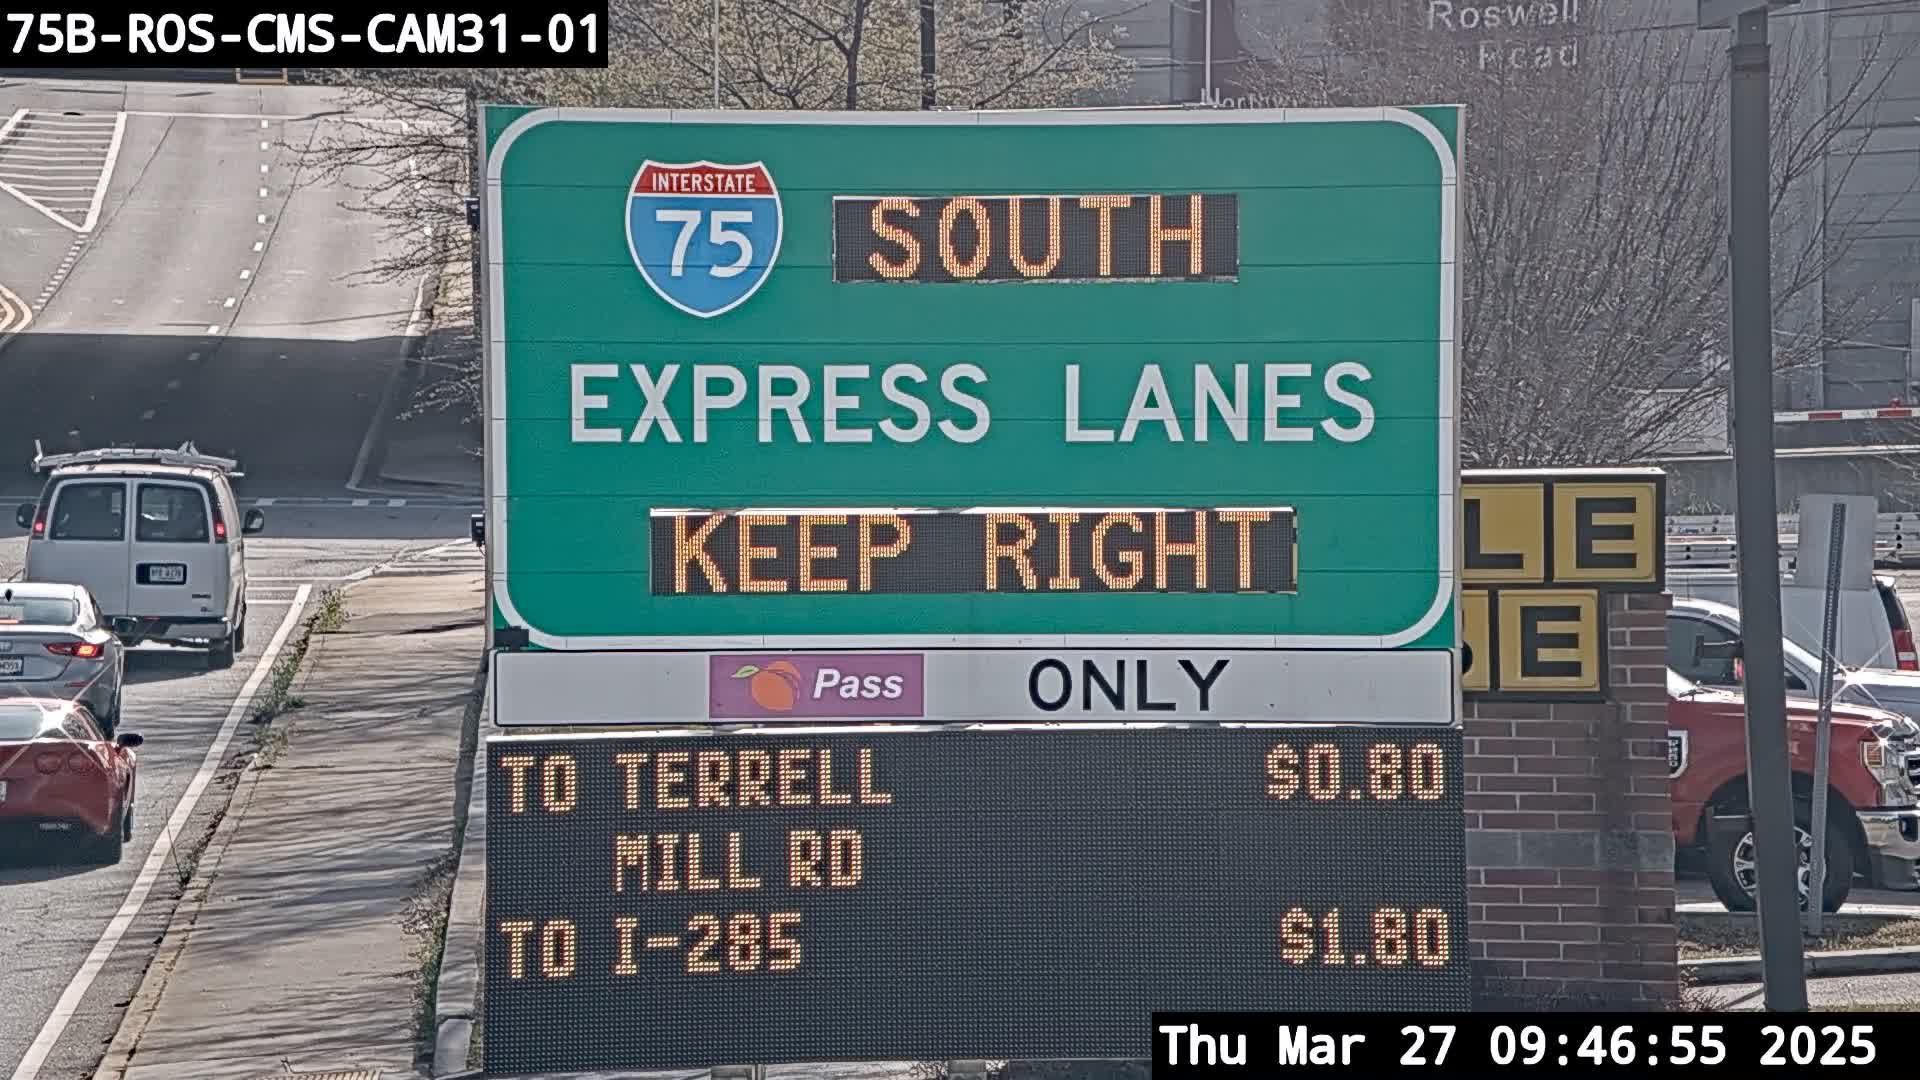 75B-ROS-CMS-CAM31-01
Roswell
Road
INTERSTATE
75
SOUTH
EXPRESS LANES
KEEP RIGHT
LE
E
Pass ONLY
TO TERRELL $0.80
MILL RD
TO I-285 $1.80
Thu Mar 27 09:46:55 2025